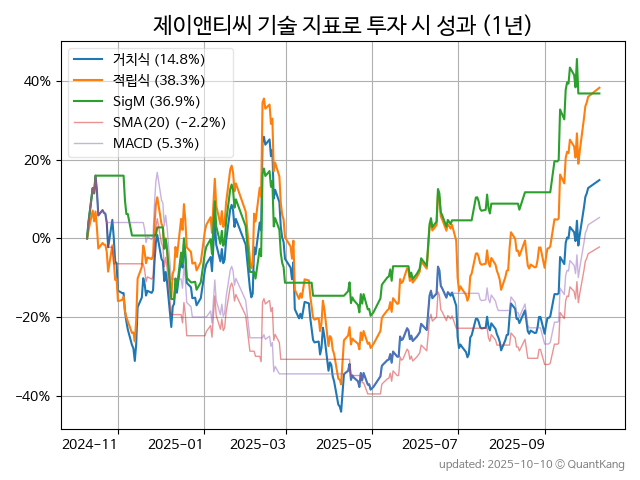 제이앤티씨 기술 지표로 투자 시 성과 (1년)
거치식 (14.8%)
적립식 (38.3%)
SigM (36.9%)
SMA(20) (−2.2%)
MACD (5.3%)
40%
20%
0%
−20%
−40%
2024-11 2025-01 2025-03 2025-05 2025-07 2025-09
updated: 2025-10-10 © QuantKang